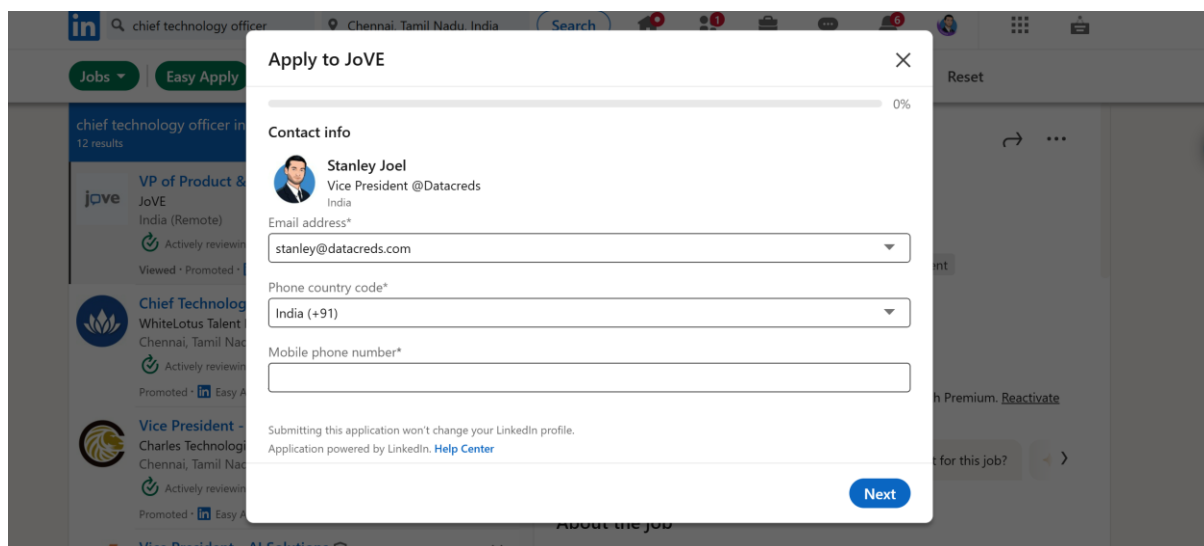 in
chief technology officer
Chennai, Tamil Nadu, India
Search
6
Jobs
Easy Apply
Reset
chief technology officer in
12 results
jove
VP of Product &
JoVE
India (Remote)
Actively reviewin
Viewed · Promoted ·
Chief Technolog
WhiteLotus Talent
Chennai, Tamil Nad
Actively reviewin
Promoted · in Easy A
Vice President -
Charles Technologi
Chennai, Tamil Nad
Actively reviewin
Promoted · in Easy A
Apply to JoVE
0%
Contact info
Stanley Joel
Vice President @Datacreds
India
Email address*
stanley@datacreds.com
Phone country code*
India (+91)
Mobile phone number*
Submitting this application won't change your LinkedIn profile.
Application powered by LinkedIn. Help Center
Next
h Premium. Reactivate
t for this job?
About the job